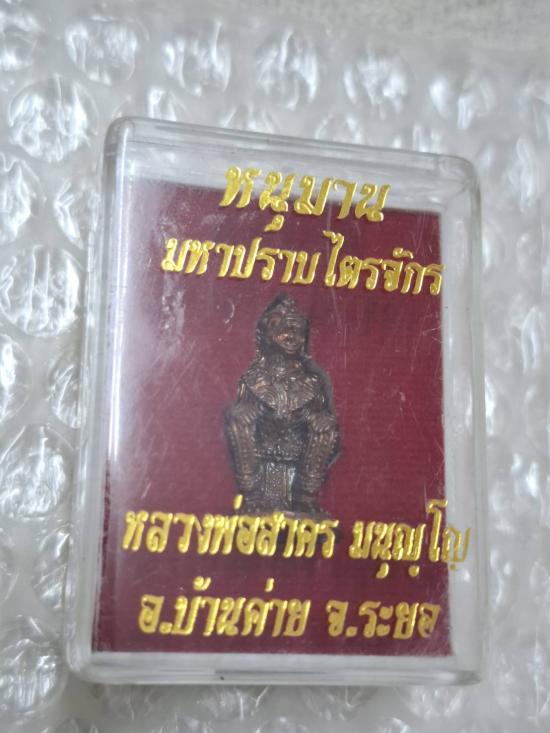 หนุมาน
มหาปราบไตรจักร
หลวงพ่อสาคร มนุญฺโญ
อ.บ้านค่าย จ.ระยอ